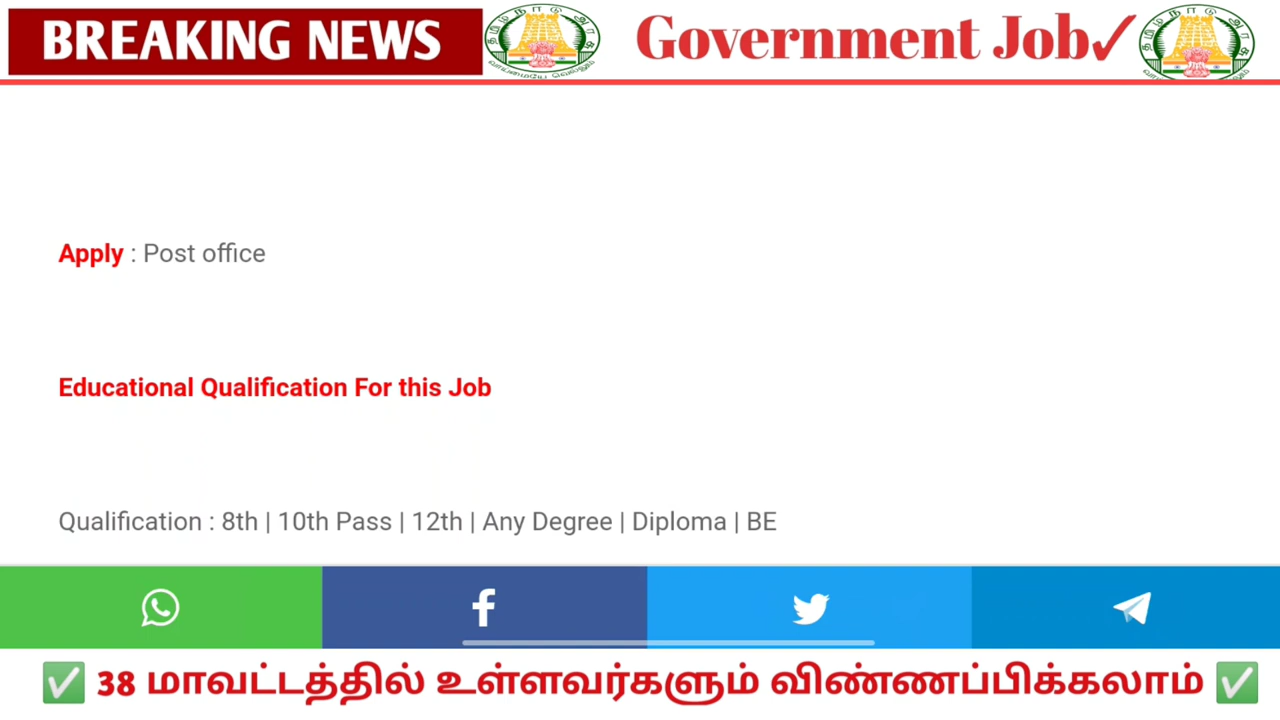 BREAKING NEWS
Government Job✓
Apply : Post office
Educational Qualification For this Job
Qualification : 8th | 10th Pass | 12th | Any Degree | Diploma | BE
✅ 38 மாவட்டத்தில் உள்ளவர்களும் விண்ணப்பிக்கலாம் ✅